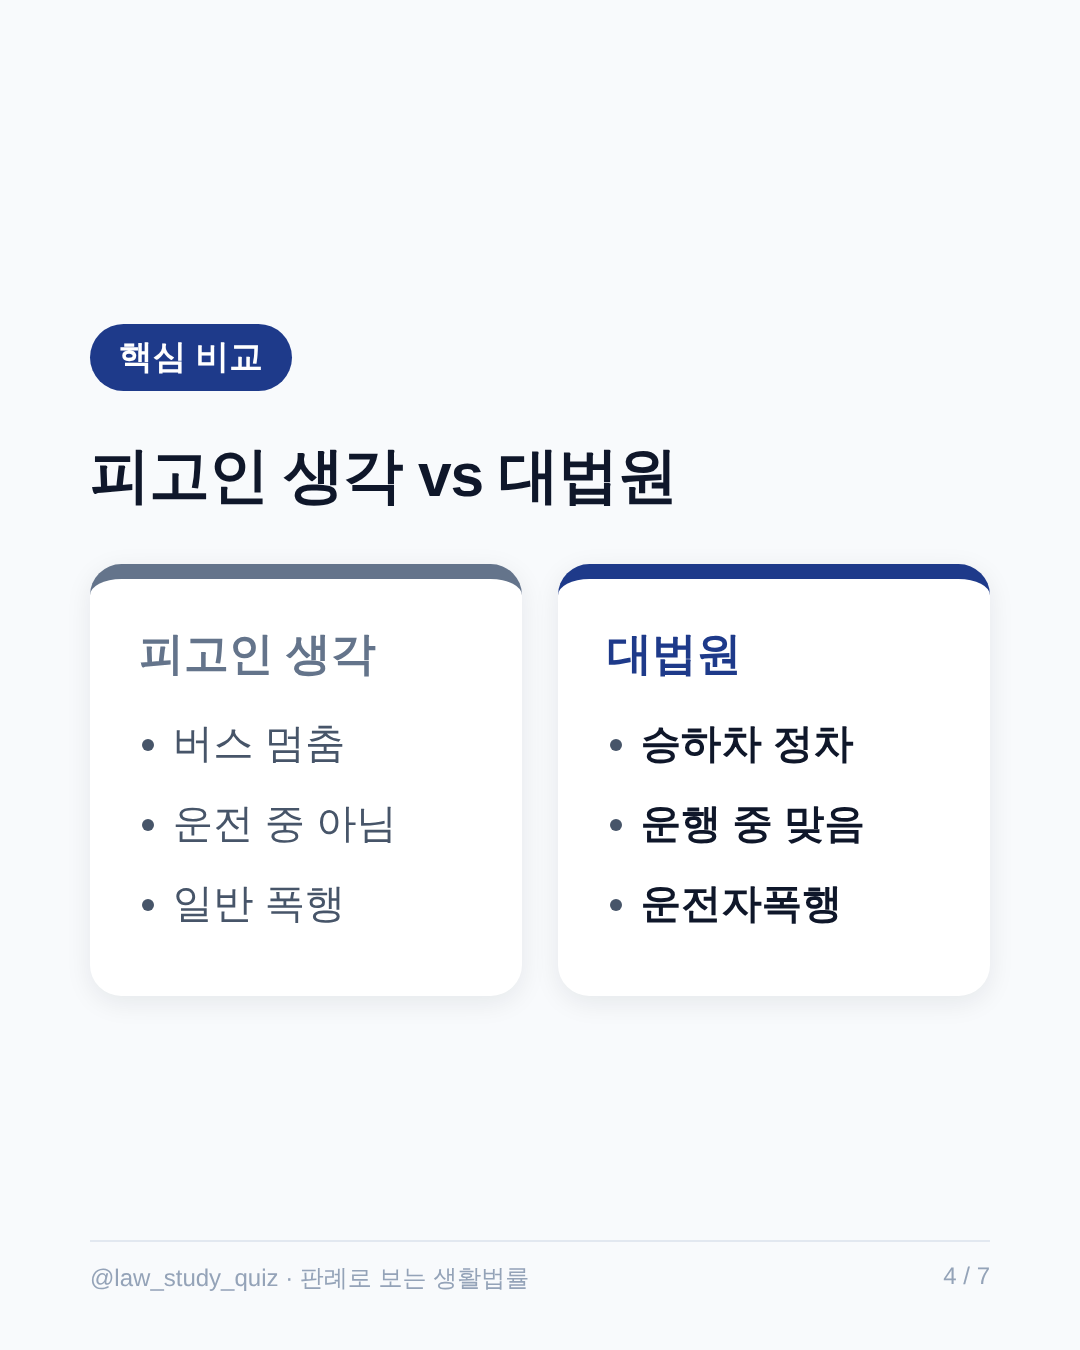 핵심 비교
피고인 생각 vs 대법원
피고인 생각
• 버스 멈춤
• 운전 중 아님
• 일반 폭행
대법원
• 승하차 정차
• 운행 중 맞음
• 운전자폭행
@law_study_quiz · 판례로 보는 생활법률
4 / 7